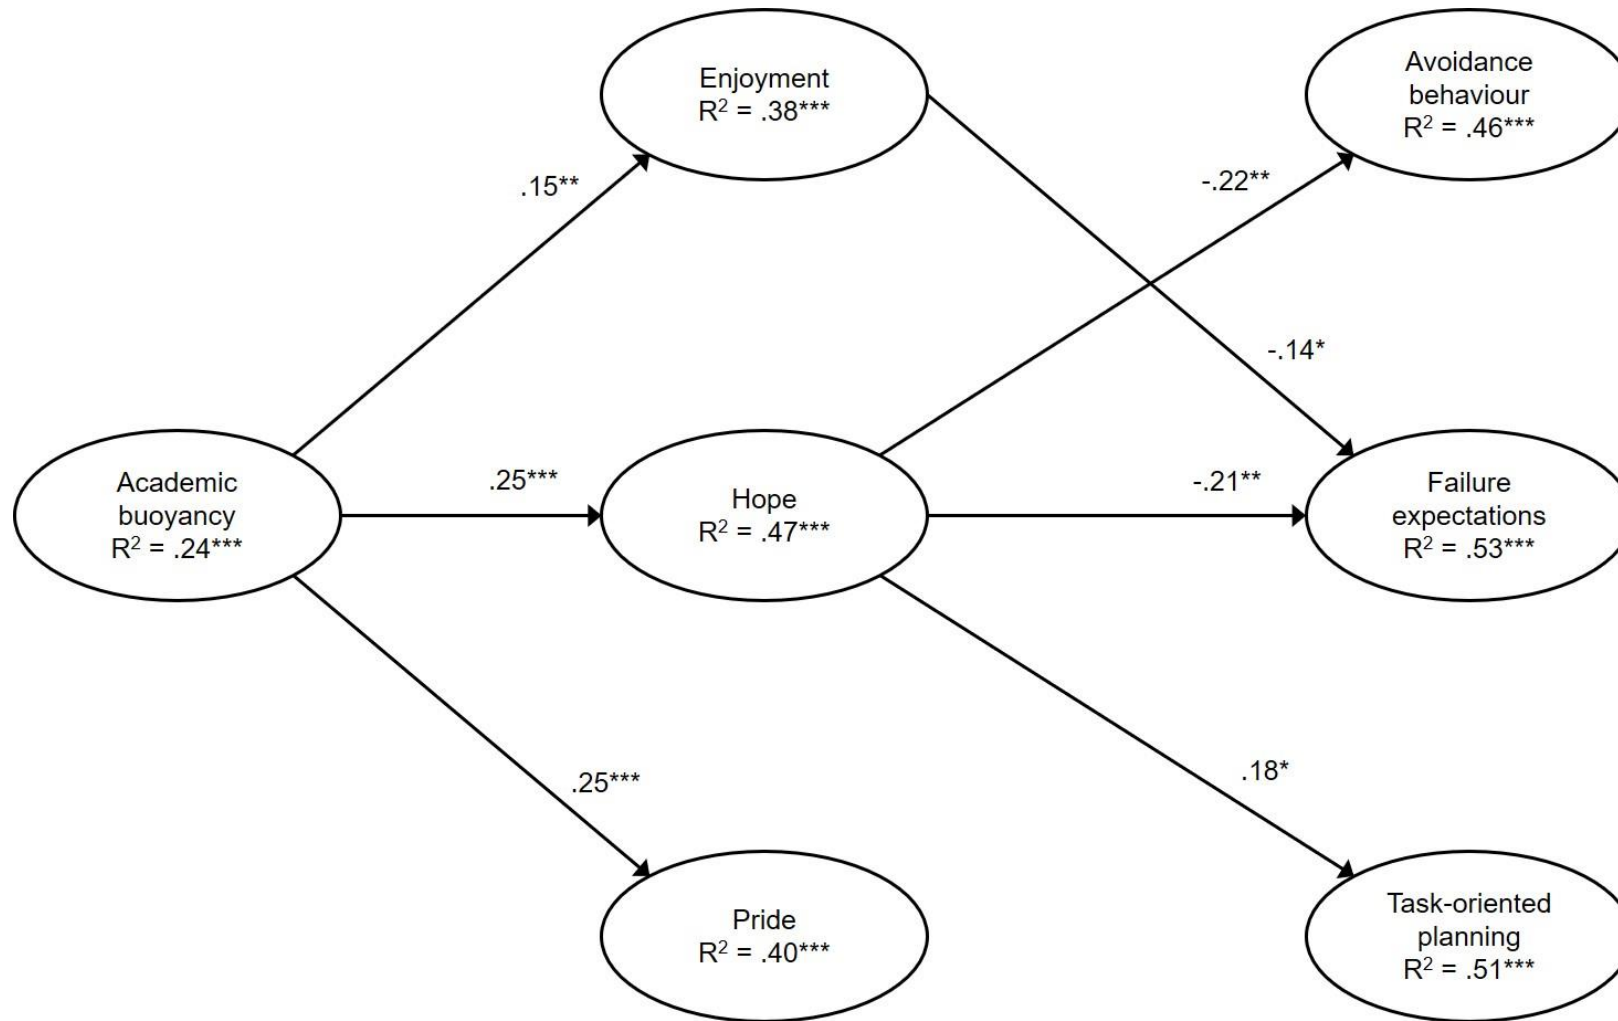 Enjoyment
R² = .38***
Avoidance
behaviour
R² = .46***
.15**
-.22**
-.14*
Academic
buoyancy
R² = .24***
.25***
Hope
R² = .47***
-.21**
Failure
expectations
R² = .53***
.25***
.18*
Pride
R² = .40***
Task-oriented
planning
R² = .51***